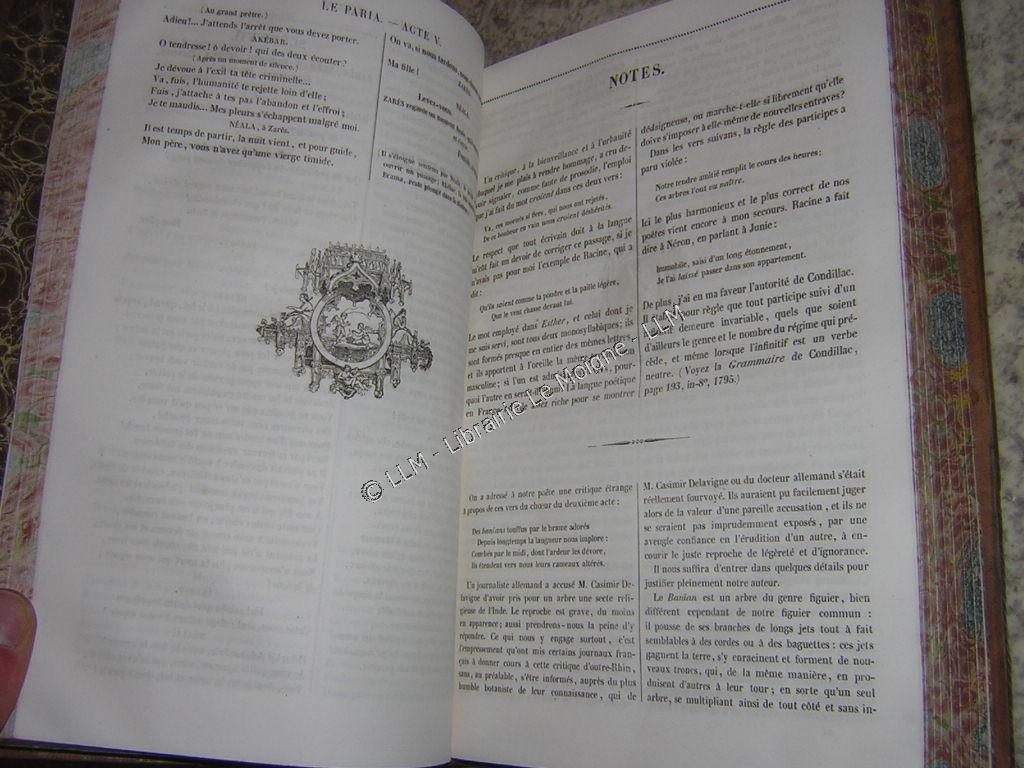 LE PARIA. — ACTE V.
(Au grand prêtre.)
Adieu!... J'attends l'arrêt que vous devez porter.
AKÉBAR.
O tendresse! ô devoir! qui des deux écouter?
(Après un moment de silence.)
Je dévoue à l'exil ta tête criminelle...
Va, fuis, l'humanité te rejette loin d'elle;
Fuis, j'attache à tes pas l'abandon et l'effroi;
Je te maudis... Mes pleurs s'échappent malgré moi.
NÉALA, à Zarès.
Il est temps de partir, la nuit vient, et pour guide,
Mon père, vous n'avez qu'une vierge timide.
On va, si nous tardons,
Ma fille!
NÉALA.
Levez-vous.
ZARÈS
NOTES.
Un critique, à la bienveillance et à l'urbanité
duquel je me plais à rendre hommage, a cru de-
voir signaler, comme faute de prosodie, l'emploi
que j'ai fait du mot croient dans ces deux vers:
Va, ces mortels si fiers, qui nous ont rejetés,
De ce bonheur en vain nous croient déshérités.
Le respect que tout écrivain doit à la langue
m'eût fait un devoir de corriger ce passage, si je
n'avais pas pour moi l'exemple de Racine, qui a
dit:
Qu'ils soient comme la poudre et la paille légère,
Que le vent chasse devant lui.
Le mot employé dans Esther, et celui dont je
me suis servi, sont tous deux monosyllabiques; ils
sont formés presque en entier des mêmes lettres,
et ils apportent à l'oreille la
masculine; si l'un est
quoi l'autre en serait-il La langue poétique
en assez riche pour se montrer
dédaigneuse, ou marche-t-elle si librement qu'elle
doive s'imposer à elle-même de nouvelles entraves?
Dans les vers suivans, la règle des participes a
paru violée:
Notre tendre amitié remplit le cours des heures;
Ces arbres l'ont vu naître.
Ici le plus harmonieux et le plus correct de nos
poëtes vient encore à mon secours. Racine a fait
dire à Néron, en parlant à Junie:
Immobile, saisi d'un long étonnement,
Je l'ai laissé passer dans son appartement.
De plus, j'ai en ma faveur l'autorité de Condillac.
Il établit pour règle que tout participe suivi d'un
demeure invariable, quels que soient
d'ailleurs le genre et le nombre du régime qui pré-
cède, et même lorsque l'infinitif est un verbe
neutre. (Voyez la Grammaire de Condillac,
page 193, in-8°, 1795.)
On a adressé à notre poëte une critique étrange
à propos de ces vers du chœur du deuxième acte:
Des banians touffus par le brame adorés
Depuis longtemps la langueur nous implore:
Courbés par le midi, dont l'ardeur les dévore,
Ils étendent vers nous leurs rameaux altérés.
Un journaliste allemand a accusé M. Casimir De-
lavigne d'avoir pris pour un arbre une secte reli-
gieuse de l'Inde. Le reproche est grave, du moins
en apparence; aussi prendrons-nous la peine d'y
répondre. Ce qui nous y engage surtout, c'est
l'empressement qu'ont mis certains journaux fran-
çais à donner cours à cette critique d'outre-Rhin,
sans, au préalable, s'être informés, auprès du plus
humble botaniste de leur connaissance, qui de
M. Casimir Delavigne ou du docteur allemand s'était
réellement fourvoyé. Ils auraient pu facilement juger
alors de la valeur d'une pareille accusation, et ils ne
se seraient pas imprudemment exposés, par une
aveugle confiance en l'érudition d'un autre, à en-
courir le juste reproche de légèreté et d'ignorance.
Il nous suffira d'entrer dans quelques détails pour
justifier pleinement notre auteur.
Le Banian est un arbre du genre figuier, bien
différent cependant de notre figuier commun:
il pousse de ses branches de longs jets tout à fait
semblables à des cordes ou à des baguettes: ces jets
gagnent la terre, s'y enracinent et forment de nou-
veaux troncs, qui, de la même manière, en pro-
duisent d'autres à leur tour; en sorte qu'un seul
arbre, se multipliant ainsi de tout côté et sans in-
© LLM - Librairie Le Moigne - LLM